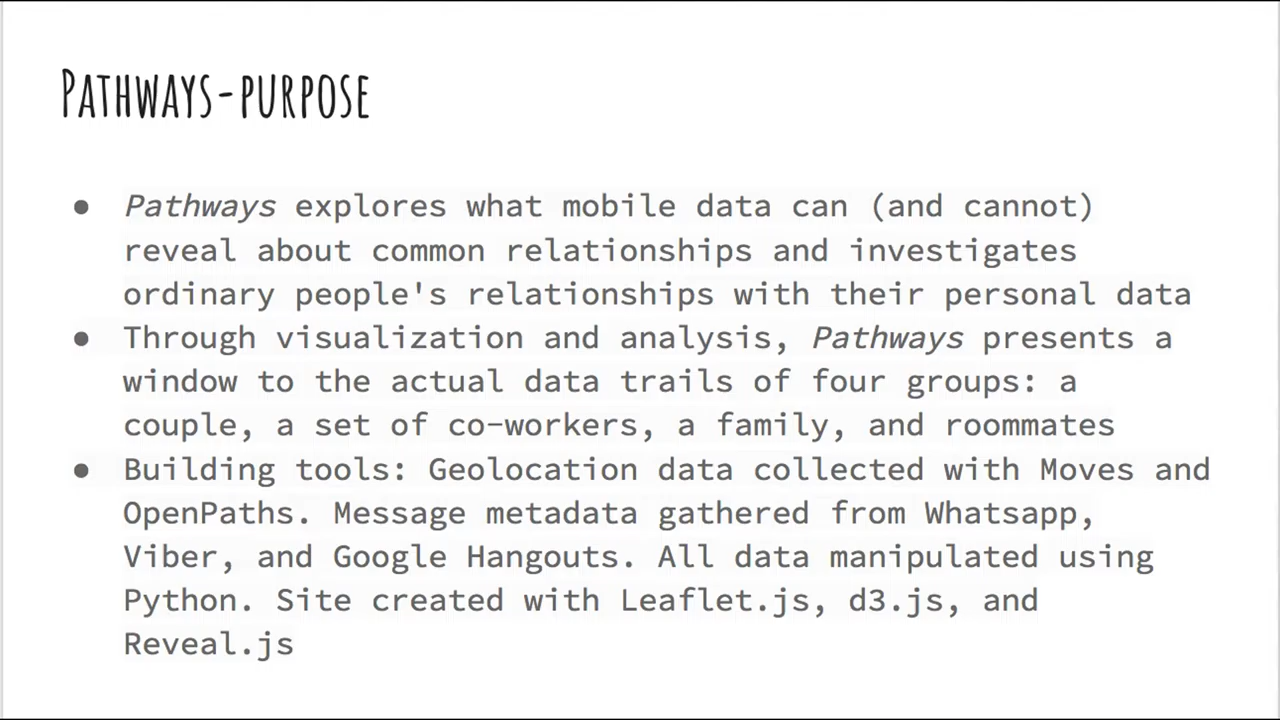 Pathways-purpose
● Pathways explores what mobile data can (and cannot)
reveal about common relationships and investigates
ordinary people's relationships with their personal data
● Through visualization and analysis, Pathways presents a
window to the actual data trails of four groups: a
couple, a set of co-workers, a family, and roommates
● Building tools: Geolocation data collected with Moves and
OpenPaths. Message metadata gathered from Whatsapp,
Viber, and Google Hangouts. All data manipulated using
Python. Site created with Leaflet.js, d3.js, and
Reveal.js